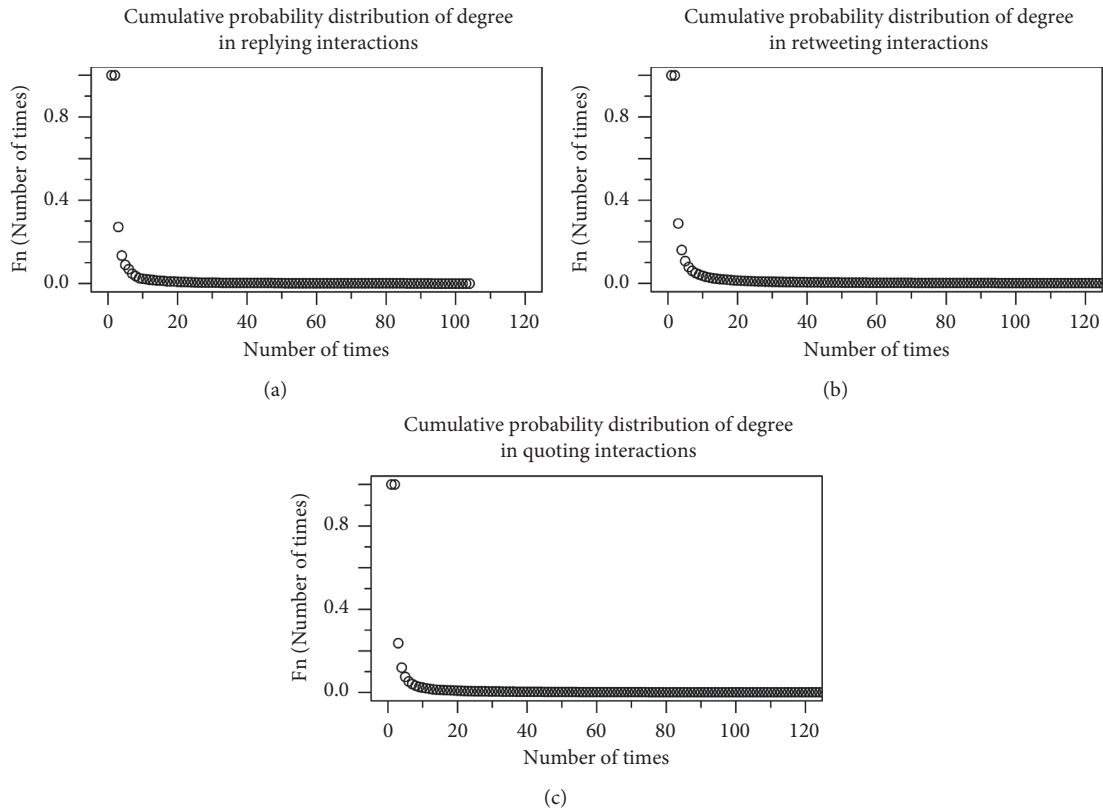 Cumulative probability distribution of degree
in replying interactions
Fn (Number of times)
0.8
0.4
0.0
0 20 40 60 80 100 120
Number of times
(a)
Cumulative probability distribution of degree
in retweeting interactions
Fn (Number of times)
0.8
0.4
0.0
0 20 40 60 80 100 120
Number of times
(b)
Cumulative probability distribution of degree
in quoting interactions
Fn (Number of times)
0.8
0.4
0.0
0 20 40 60 80 100 120
Number of times
(c)